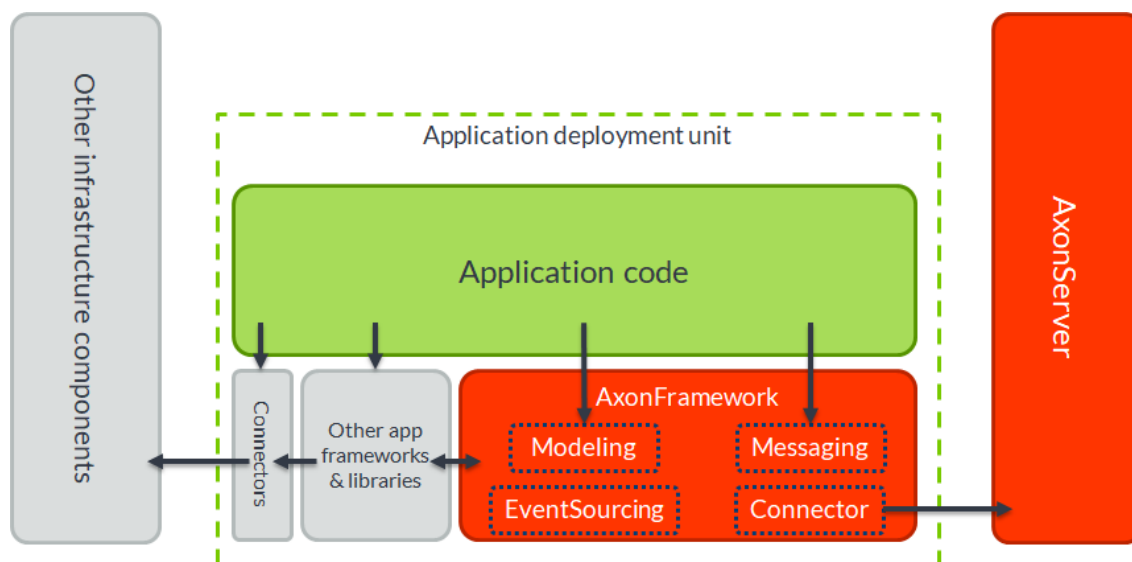 Other infrastructure components
Application deployment unit
Application code
Connectors
Other app
frameworks
& libraries
AxonFramework
Modeling
Messaging
EventSourcing
Connector
AxonServer